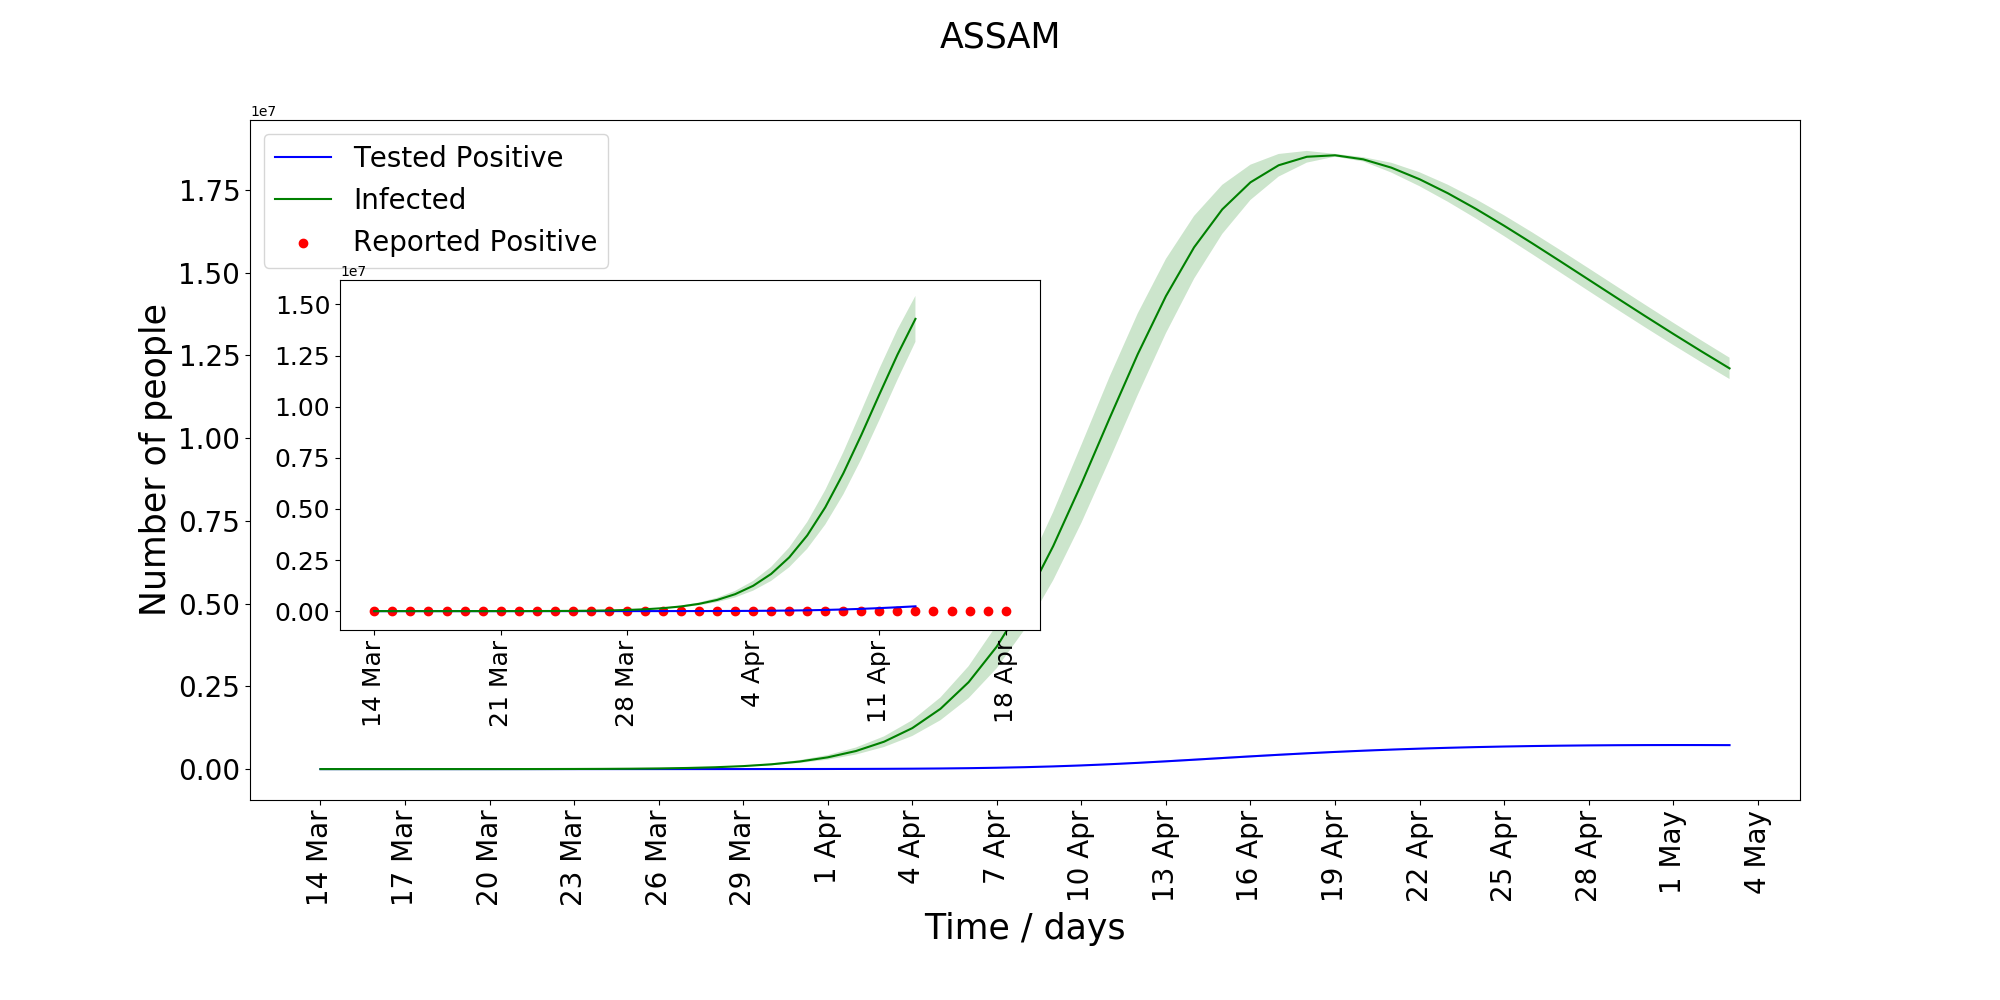 ASSAM
1e7
Tested Positive
Infected
Reported Positive
1.75
1.50
1.25
1.00
0.75
0.50
0.25
0.00
Number of people
1e7
1.50
1.25
1.00
0.75
0.50
0.25
0.00
14 Mar
21 Mar
28 Mar
4 Apr
11 Apr
18 Apr
14 Mar
17 Mar
20 Mar
23 Mar
26 Mar
29 Mar
1 Apr
4 Apr
7 Apr
10 Apr
13 Apr
16 Apr
19 Apr
22 Apr
25 Apr
28 Apr
1 May
4 May
Time / days